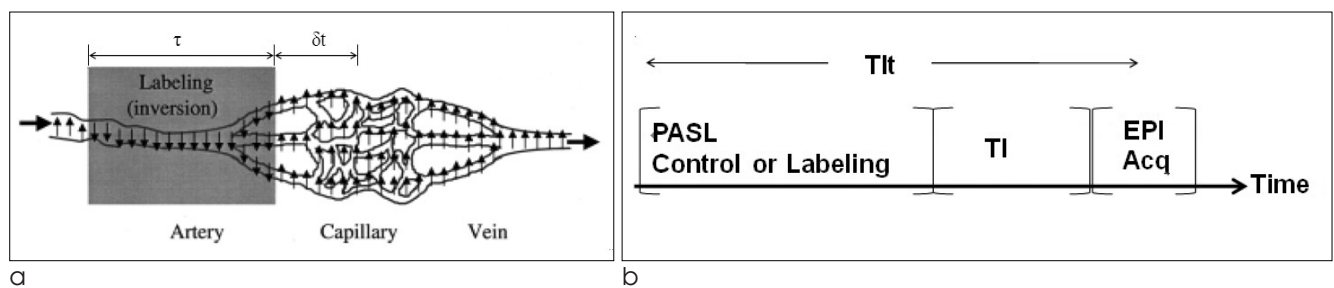 τ
δt
Labeling
(inversion)
Artery
Capillary
Vein
a
TIt
PASL
Control or Labeling
TI
EPI
Acq
Time
b